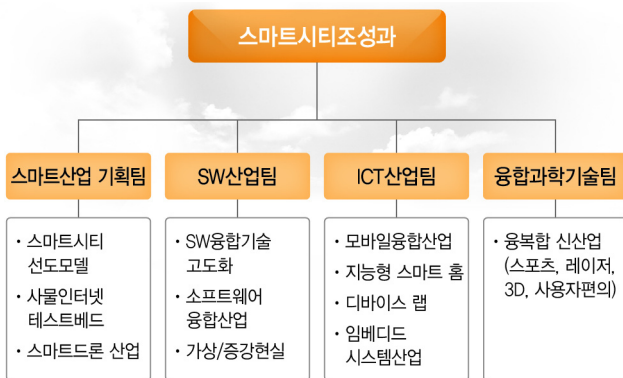 스마트시티조성과
스마트산업 기획팀
· 스마트시티
선도모델
· 사물인터넷
테스트베드
· 스마트드론 산업
SW산업팀
· SW융합기술
고도화
· 소프트웨어
융합산업
· 가상/증강현실
ICT산업팀
· 모바일융합산업
· 지능형 스마트 홈
· 디바이스 랩
· 임베디드
시스템산업
융합과학기술팀
· 융복합 신산업
(스포츠, 레이저,
3D, 사용자편의)